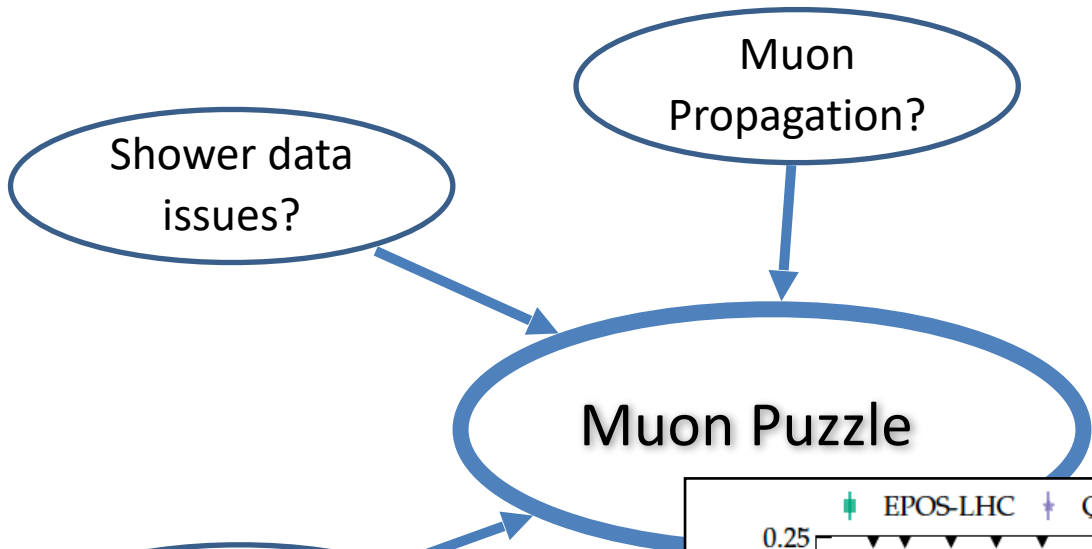 Muon
Propagation?
Shower data
issues?
Muon Puzzle
EPOS-LHC
0.25